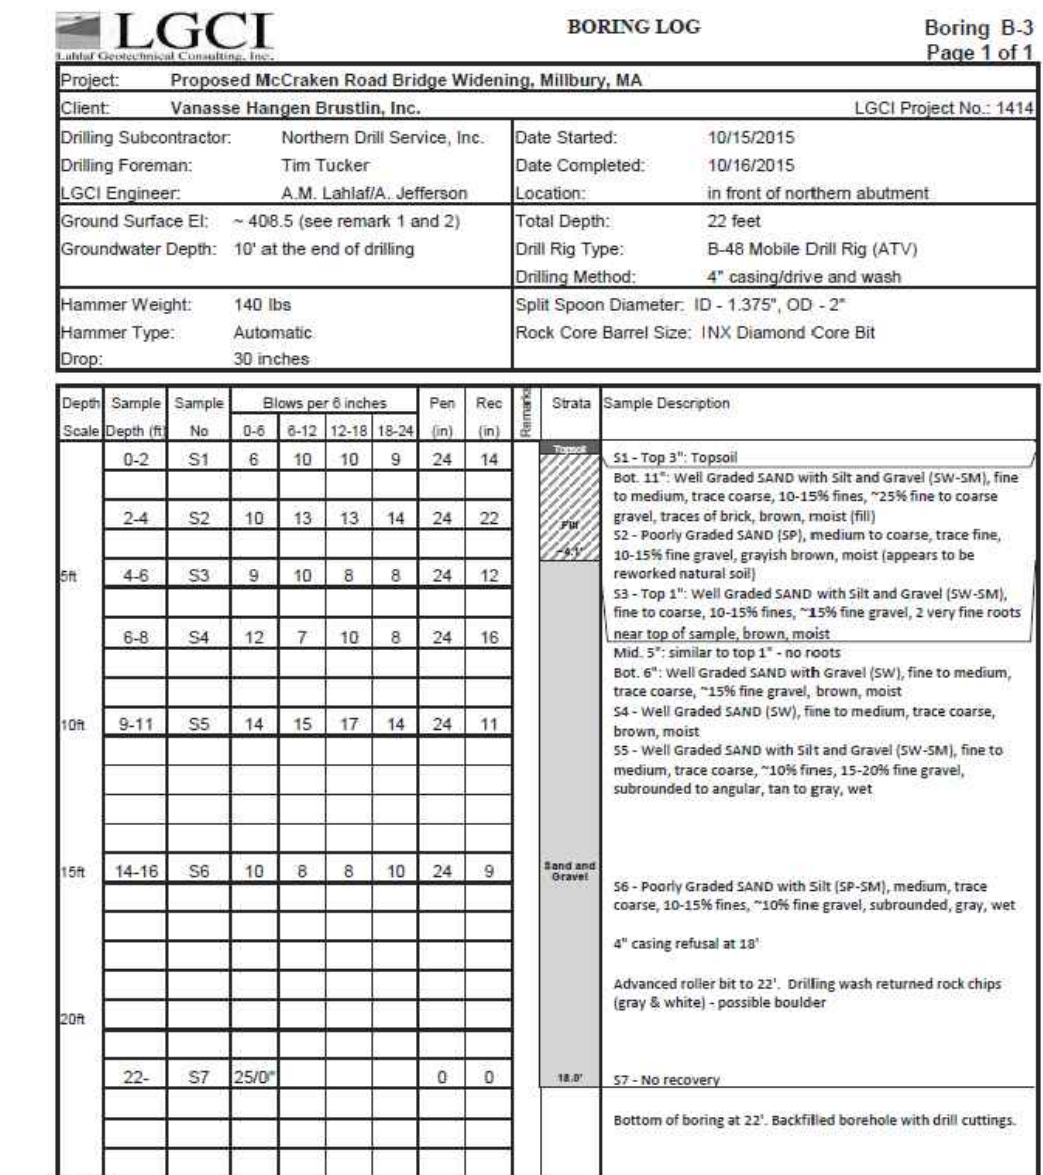 LGCI
Lahlaf Geotechnical Consulting, Inc.
BORING LOG
Boring B-3
Page 1 of 1
Project: Proposed McCraken Road Bridge Widening, Millbury, MA
Client: Vanasse Hangen Brustlin, Inc. LGCI Project No.: 1414
Drilling Subcontractor: Northern Drill Service, Inc. Date Started: 10/15/2015
Drilling Foreman: Tim Tucker Date Completed: 10/16/2015
LGCI Engineer: A.M. Lahlaf/A. Jefferson Location: in front of northern abutment
Ground Surface El: ~ 408.5 (see remark 1 and 2) Total Depth: 22 feet
Groundwater Depth: 10' at the end of drilling Drill Rig Type: B-48 Mobile Drill Rig (ATV)
Drilling Method: 4" casing/drive and wash
Hammer Weight: 140 lbs Split Spoon Diameter: ID - 1.375", OD - 2"
Hammer Type: Automatic Rock Core Barrel Size: INX Diamond Core Bit
Drop: 30 inches
Depth Sample Sample Blows per 6 inches Pen Rec Remarks Strata Sample Description
Scale Depth (ft) No 0-6 6-12 12-18 18-24 (in) (in)
Topsoil
0-2 S1 6 10 10 9 24 14 S1 - Top 3": Topsoil
Bot. 11": Well Graded SAND with Silt and Gravel (SW-SM), fine
to medium, trace coarse, 10-15% fines, ~25% fine to coarse
2-4 S2 10 13 13 14 24 22 Fill gravel, traces of brick, brown, moist (fill)
S2 - Poorly Graded SAND (SP), medium to coarse, trace fine,
~4.1' 10-15% fine gravel, grayish brown, moist (appears to be
5ft 4-6 S3 9 10 8 8 24 12 reworked natural soil)
S3 - Top 1": Well Graded SAND with Silt and Gravel (SW-SM),
fine to coarse, 10-15% fines, ~15% fine gravel, 2 very fine roots
6-8 S4 12 7 10 8 24 16 near top of sample, brown, moist
Mid. 5": similar to top 1" - no roots
Bot. 6": Well Graded SAND with Gravel (SW), fine to medium,
trace coarse, ~15% fine gravel, brown, moist
S4 - Well Graded SAND (SW), fine to medium, trace coarse,
10ft 9-11 S5 14 15 17 14 24 11 brown, moist
S5 - Well Graded SAND with Silt and Gravel (SW-SM), fine to
medium, trace coarse, ~10% fines, 15-20% fine gravel,
subrounded to angular, tan to gray, wet
15ft 14-16 S6 10 8 8 10 24 9 Sand and
Gravel
S6 - Poorly Graded SAND with Silt (SP-SM), medium, trace
coarse, 10-15% fines, ~10% fine gravel, subrounded, gray, wet
4" casing refusal at 18'
Advanced roller bit to 22'. Drilling wash returned rock chips
(gray & white) - possible boulder
20ft
22- S7 25/0" 0 0 18.0' S7 - No recovery
Bottom of boring at 22'. Backfilled borehole with drill cuttings.